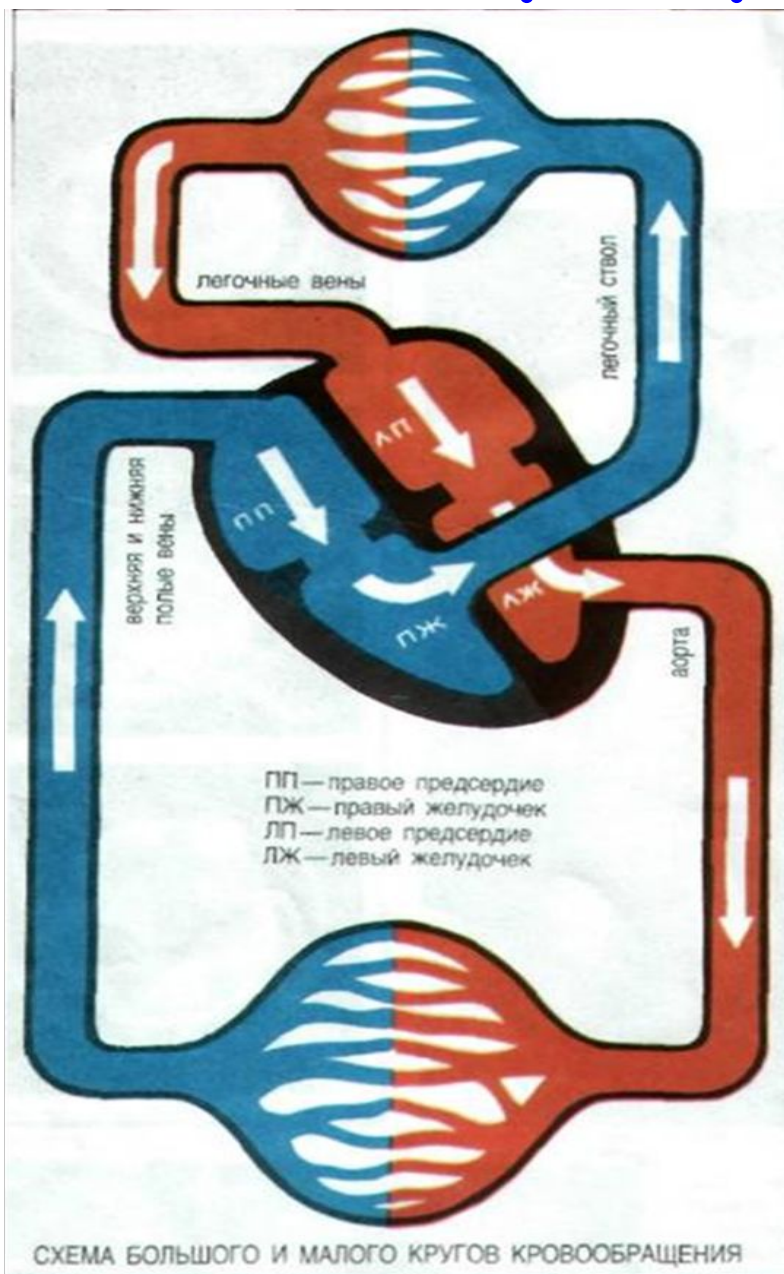 легочные вены
легочный ствол
ЛП
ПП
верхняя и нижняя
полые вены
ПЖ
ЛЖ
аорта
ПП—правое предсердие
ПЖ—правый желудочек
ЛП—левое предсердие
ЛЖ—левый желудочек
СХЕМА БОЛЬШОГО И МАЛОГО КРУГОВ КРОВООБРАЩЕНИЯ